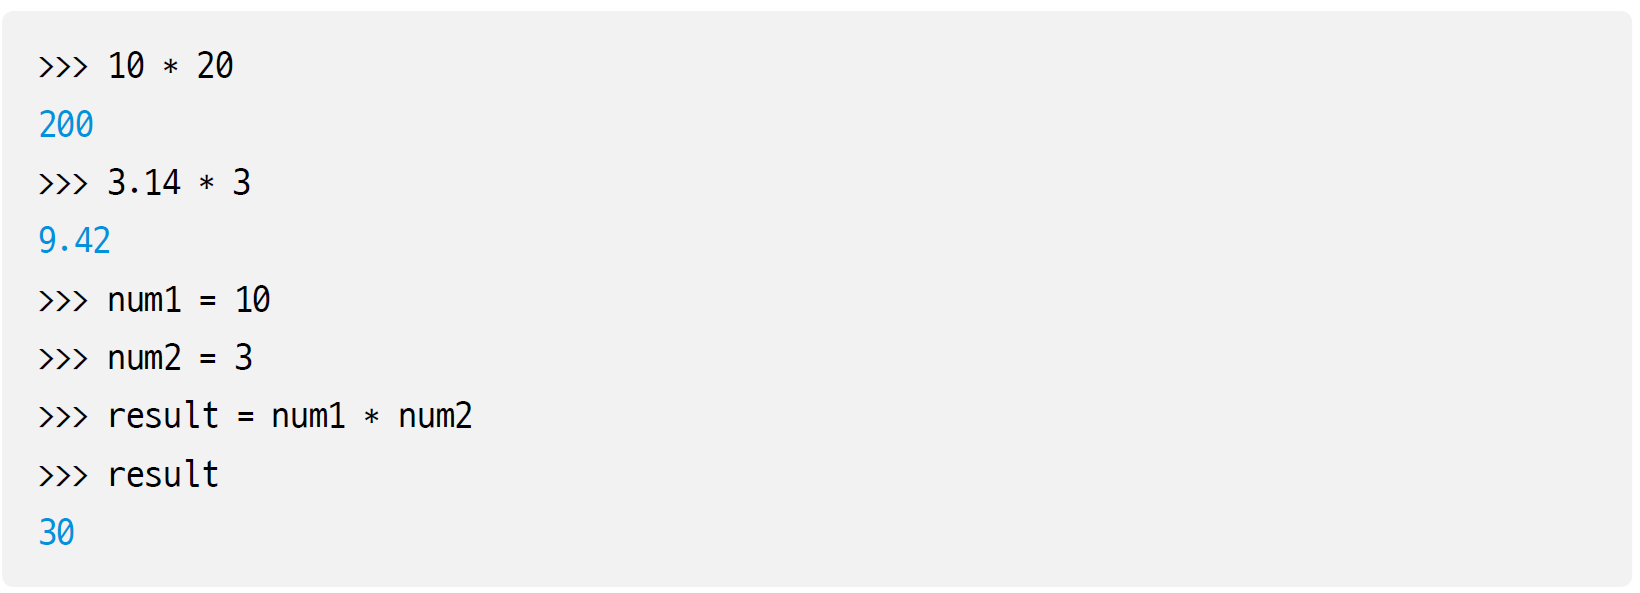 >>> 10 * 20
200
>>> 3.14 * 3
9.42
>>> num1 = 10
>>> num2 = 3
>>> result = num1 * num2
>>> result
30